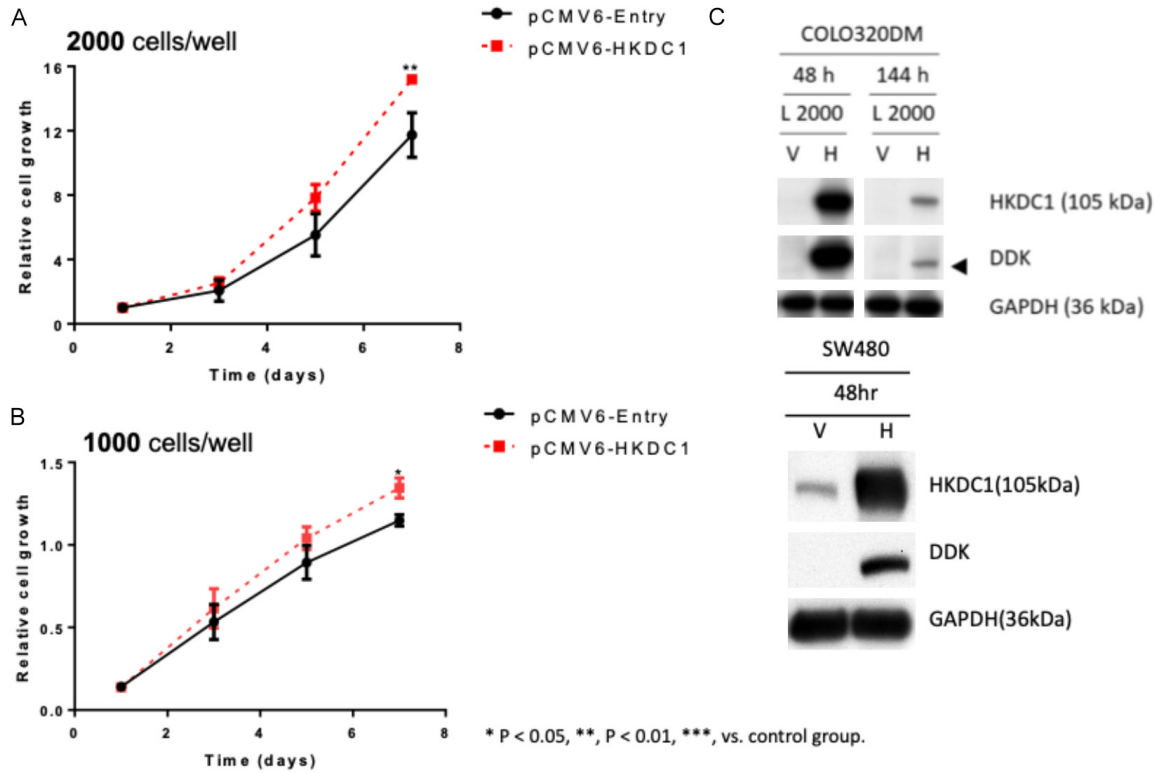 A
2000 cells/well
pCMV6-Entry
pCMV6-HKDC1
**
16
12
8
4
0
Relative cell growth
0 2 4 6 8
Time (days)
B
1000 cells/well
pCMV6-Entry
pCMV6-HKDC1
*
1.5
1.0
0.5
0.0
Relative cell growth
0 2 4 6 8
Time (days)
C
COLO320DM
48 h 144 h
L 2000 L 2000
V H V H
HKDC1 (105 kDa)
DDK
GAPDH (36 kDa)
SW480
48hr
V H
HKDC1(105kDa)
DDK
GAPDH(36kDa)
* P < 0.05, **, P < 0.01, ***, vs. control group.